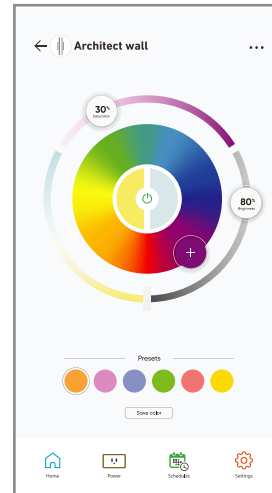 Architect wall
30%
Saturation
80%
Brightness
Presets
Save color
Home
Power
Schedules
Settings